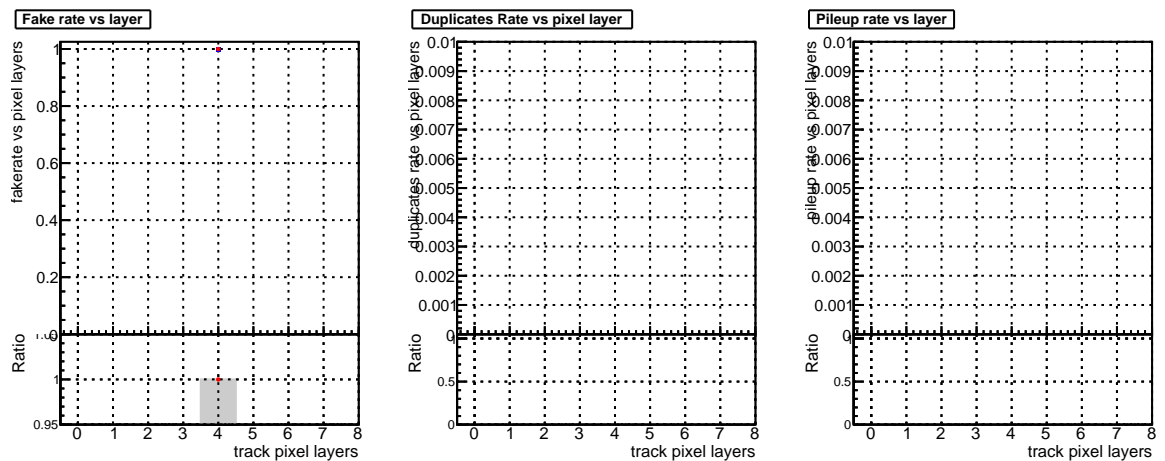 Fake rate vs layer
Duplicates Rate vs pixel layer
Pileup rate vs layer
fakerate vs pixel layers
1
0.8
0.6
0.4
0.2
Ratio
1
0.95
0 1 2 3 4 5 6 7 8
track pixel layers
duplicates rate vs pixel layers
0.01
0.009
0.008
0.007
0.006
0.005
0.004
0.003
0.002
0.001
0
Ratio
1
0.5
0
0 1 2 3 4 5 6 7 8
track pixel layers
pileup rate vs pixel layers
0.01
0.009
0.008
0.007
0.006
0.005
0.004
0.003
0.002
0.001
0
Ratio
1
0.5
0
0 1 2 3 4 5 6 7 8
track pixel layers